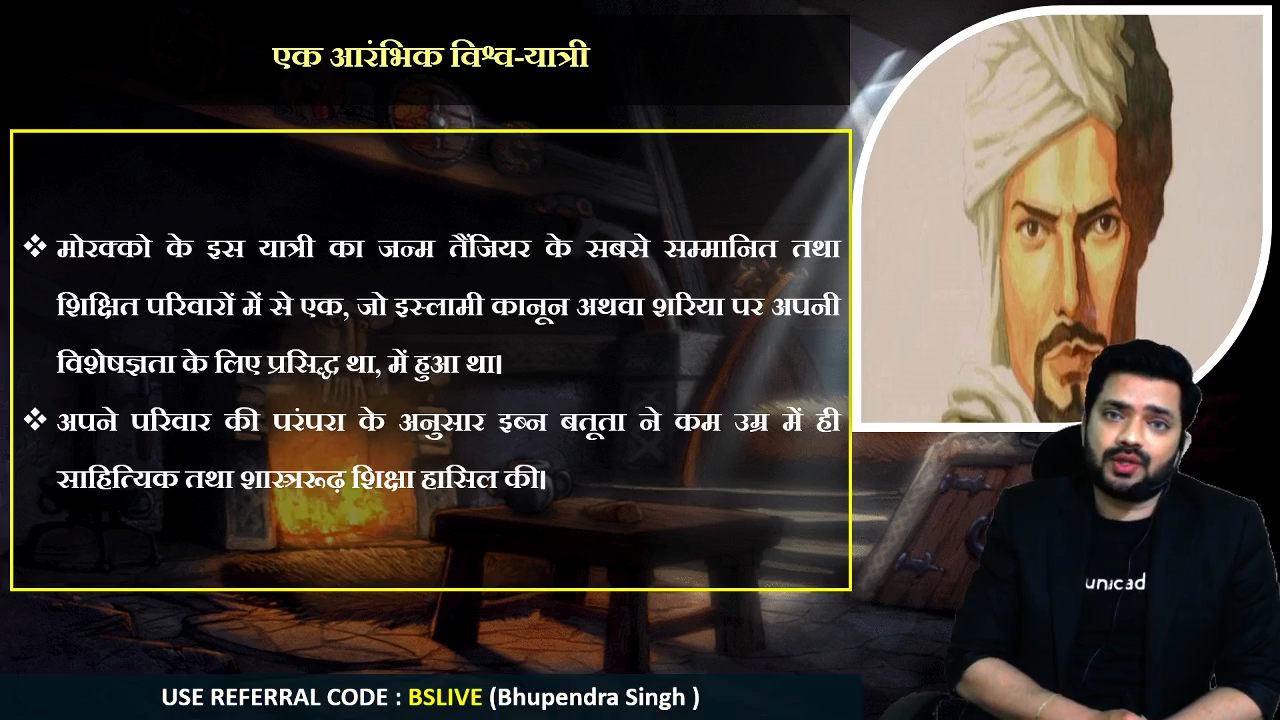 एक आरंभिक विश्व-यात्री
❖ मोरक्को के इस यात्री का जन्म तैंजियर के सबसे सम्मानित तथा
शिक्षित परिवारों में से एक, जो इस्लामी कानून अथवा शरिया पर अपनी
विशेषज्ञता के लिए प्रसिद्ध था, में हुआ था।
❖ अपने परिवार की परंपरा के अनुसार इब्न बतूता ने कम उम्र में ही
साहित्यिक तथा शास्त्ररूढ़ शिक्षा हासिल की।
unacad
USE REFERRAL CODE : BSLIVE (Bhupendra Singh )